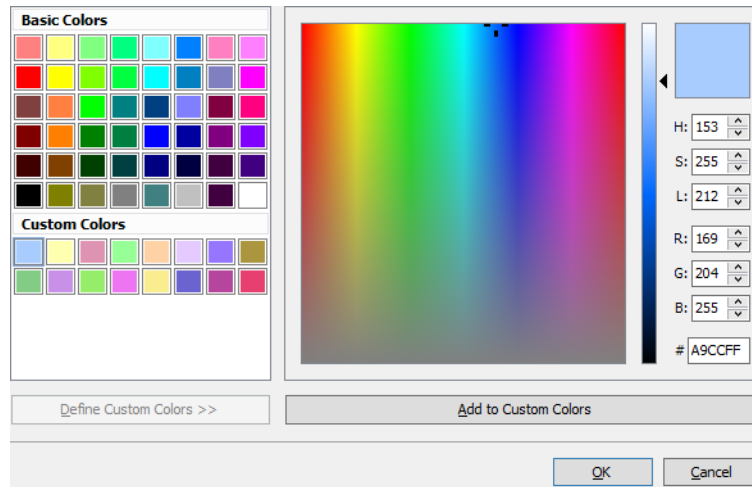 Basic Colors
Custom Colors
H: 153
S: 255
L: 212
R: 169
G: 204
B: 255
# A9CCFF
Define Custom Colors >>
Add to Custom Colors
OK
Cancel